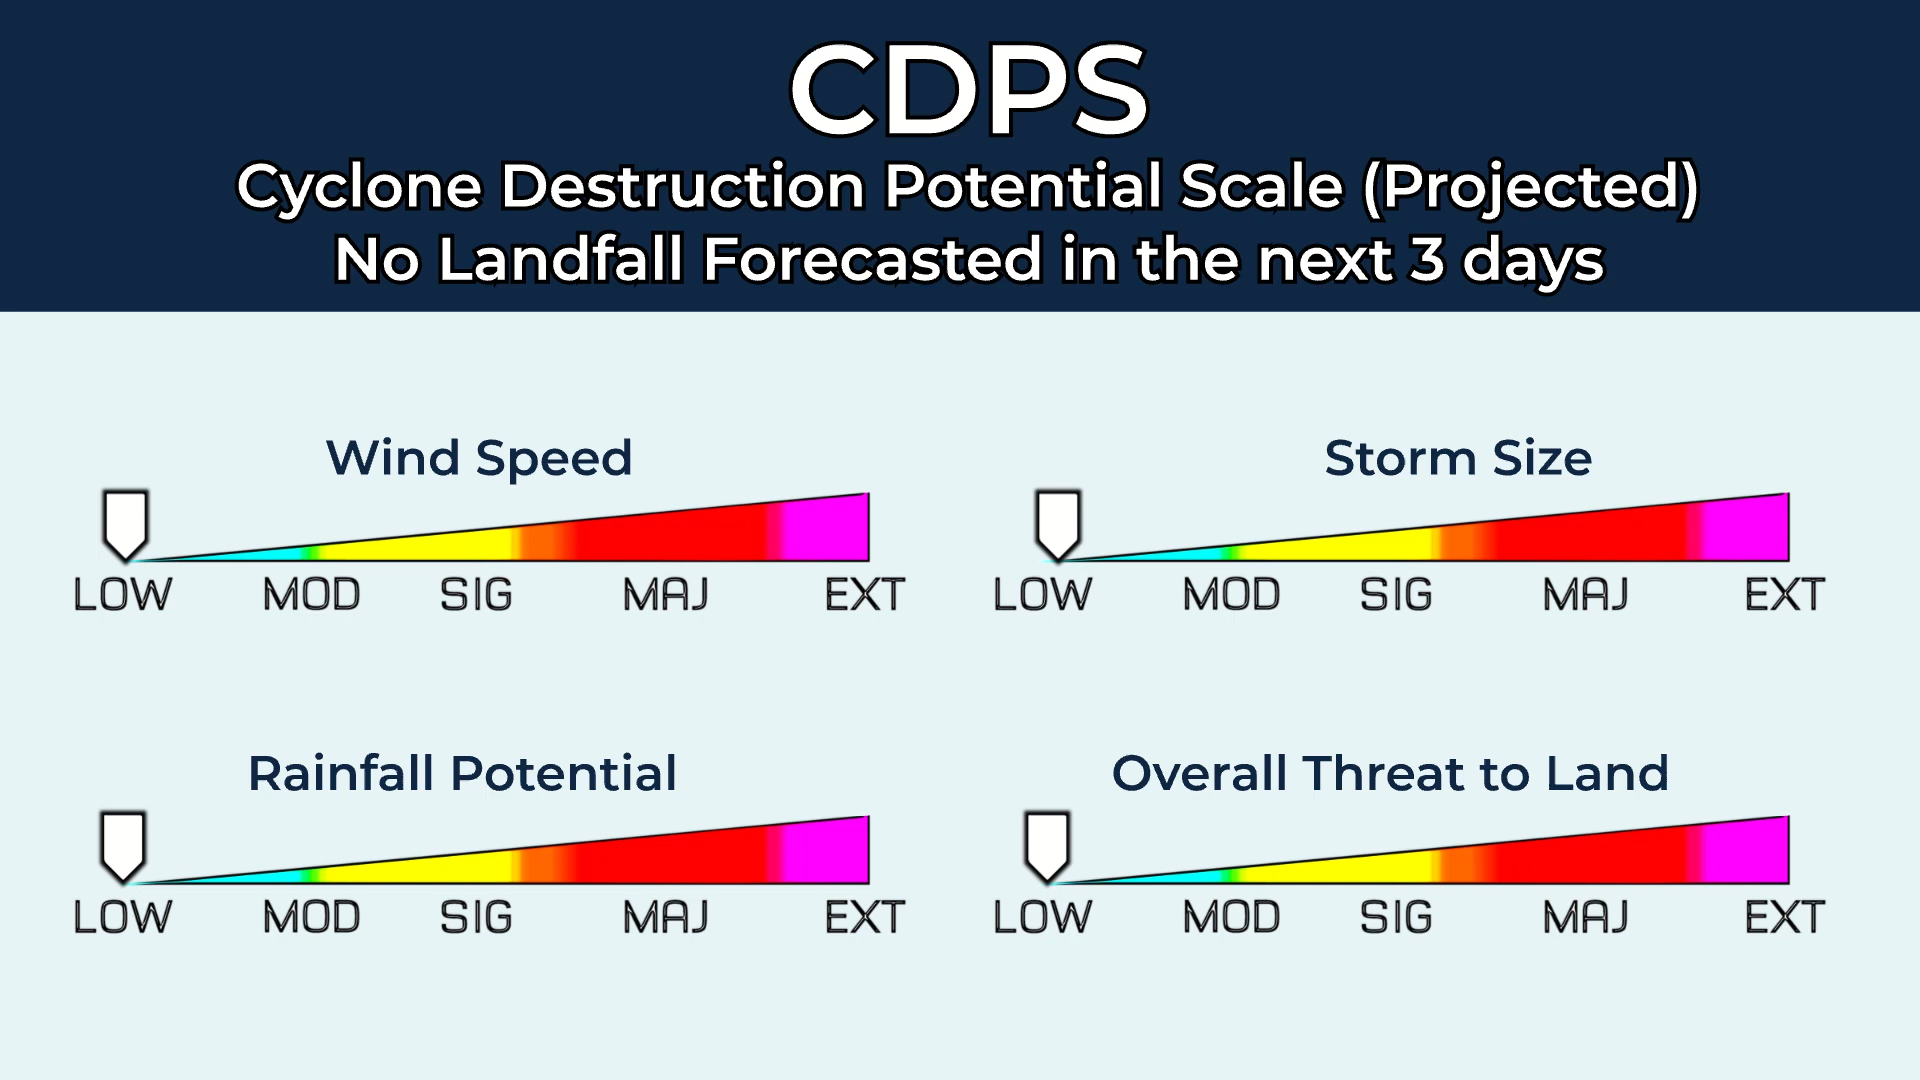 CDPS
Cyclone Destruction Potential Scale (Projected)
No Landfall Forecasted in the next 3 days
Wind Speed
LOW MOD SIG MAJ EXT
Storm Size
LOW MOD SIG MAJ EXT
Rainfall Potential
LOW MOD SIG MAJ EXT
Overall Threat to Land
LOW MOD SIG MAJ EXT